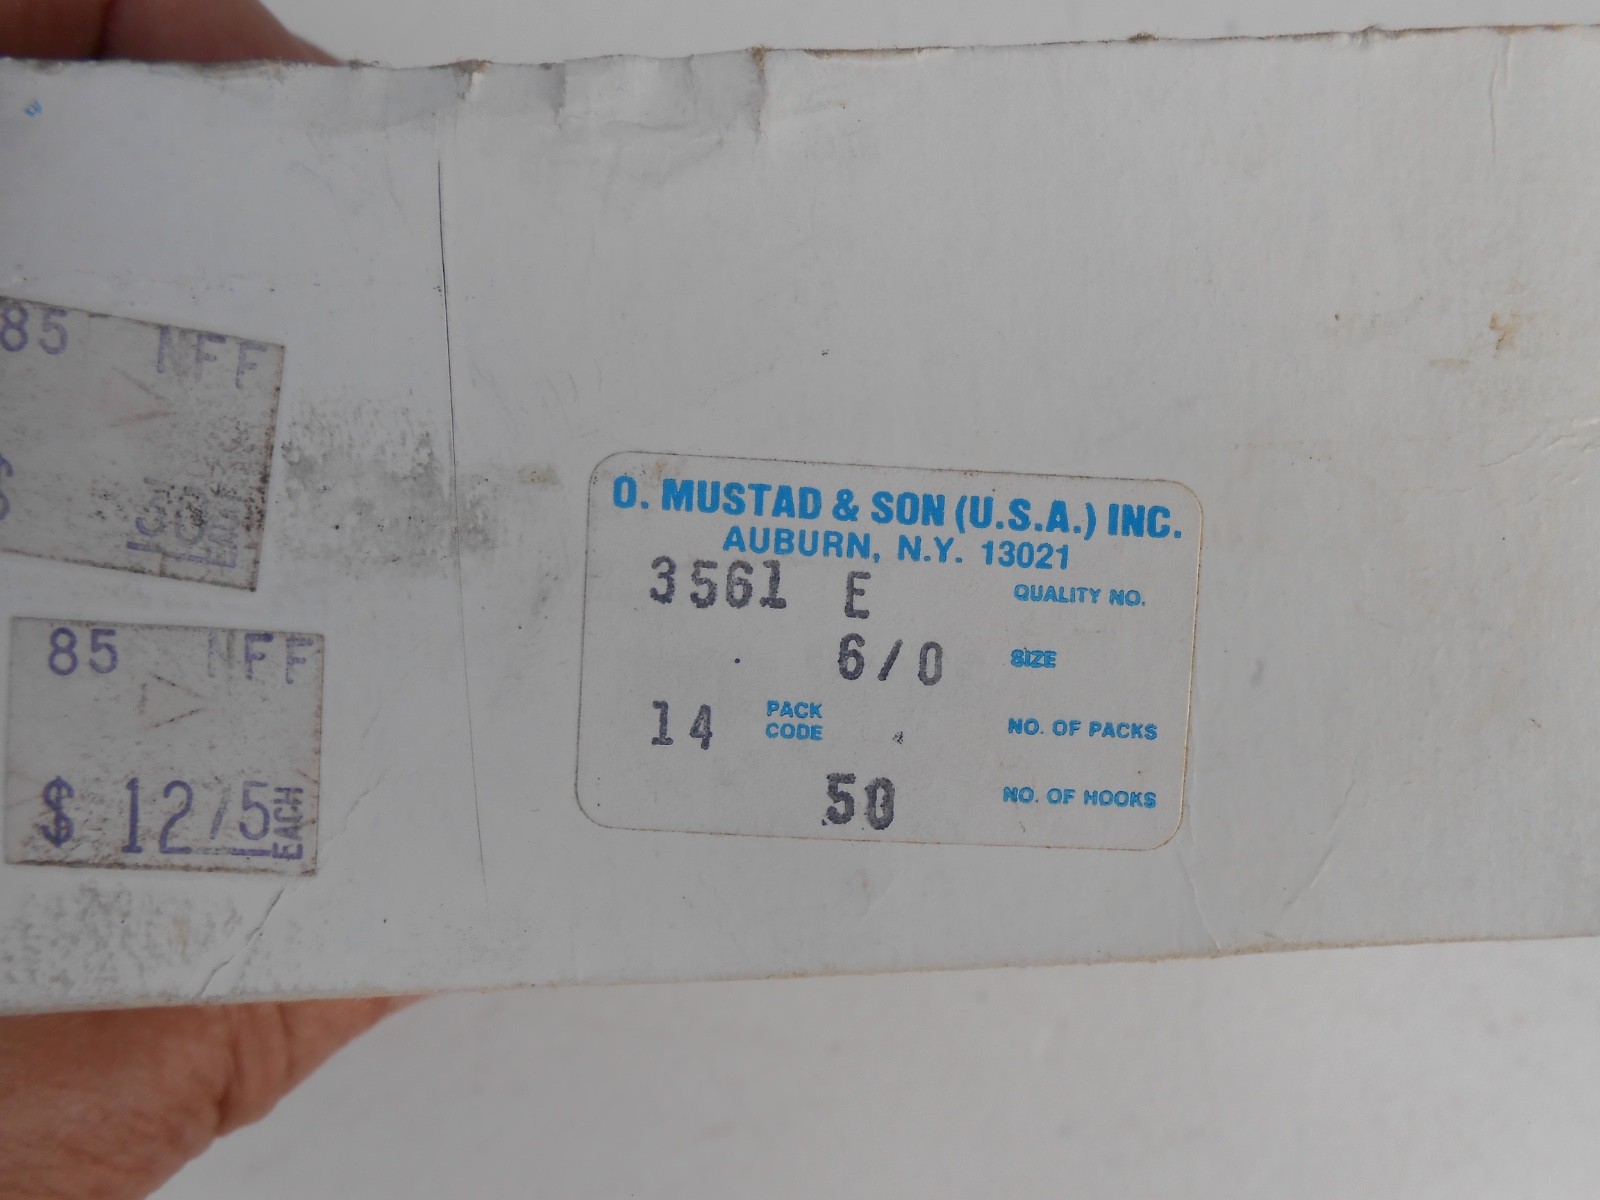 85 NFF
$
EACH
85 NFF
$ 12/5 EACH
O. MUSTAD & SON (U.S.A.) INC.
AUBURN, N.Y. 13021
3561 E QUALITY NO.
6/0 SIZE
14 PACK CODE NO. OF PACKS
50 NO. OF HOOKS